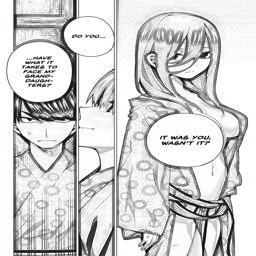 IT WAS YOU,
WASN'T IT?
DO YOU...
...HAVE
WHAT IT
TAKES TO
FACE MY
GRAND-
DAUGH-
TERS?